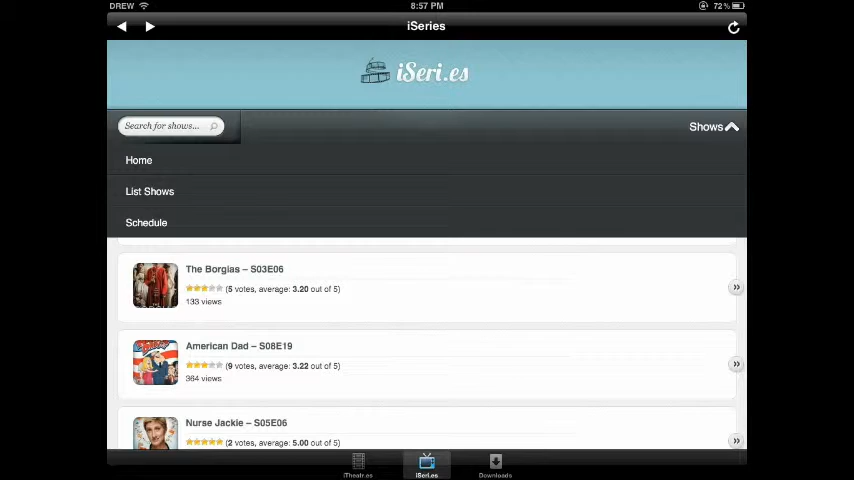 DREW 8:57 PM 72%
iSeries
iSeri.es
Search for shows... Shows
Home
List Shows
Schedule
The Borgias – S03E06
(5 votes, average: 3.20 out of 5)
133 views
American Dad – S08E19
(9 votes, average: 3.22 out of 5)
364 views
Nurse Jackie – S05E06
(2 votes, average: 5.00 out of 5)
iTheatr.es iSeri.es Downloads